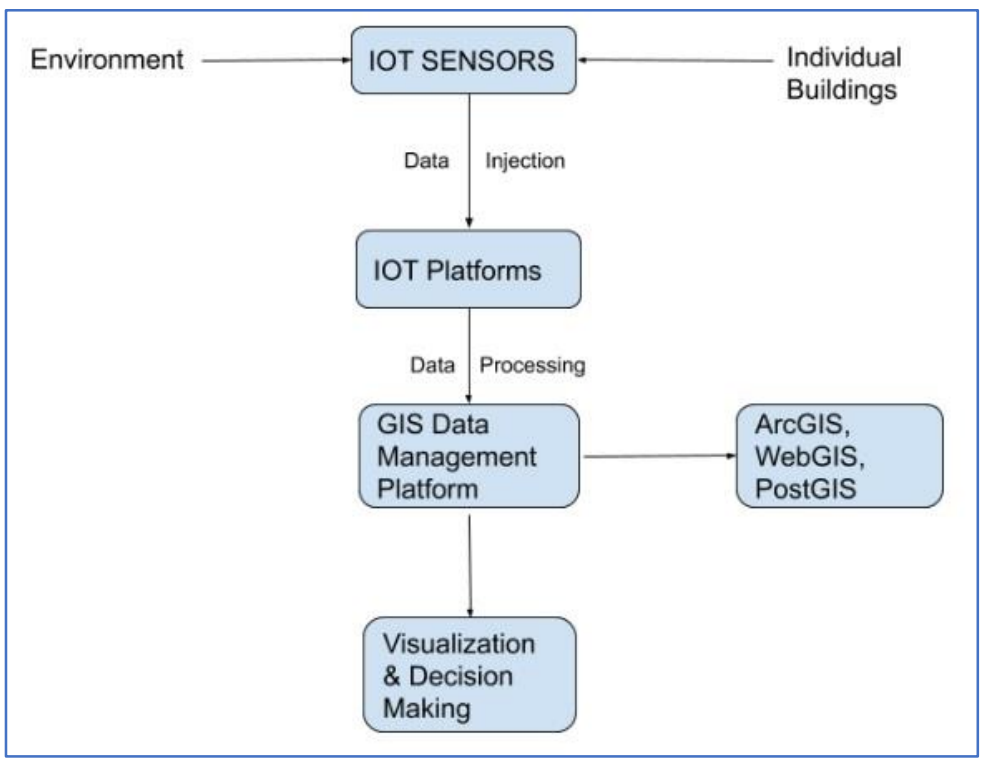 Environment
IOT SENSORS
Individual
Buildings
Data Injection
IOT Platforms
Data Processing
GIS Data
Management
Platform
ArcGIS,
WebGIS,
PostGIS
Visualization
& Decision
Making